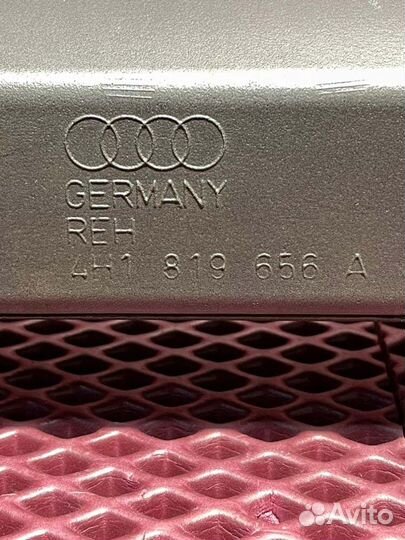 GERMANY
REH
4H1 819 656 A
Avito